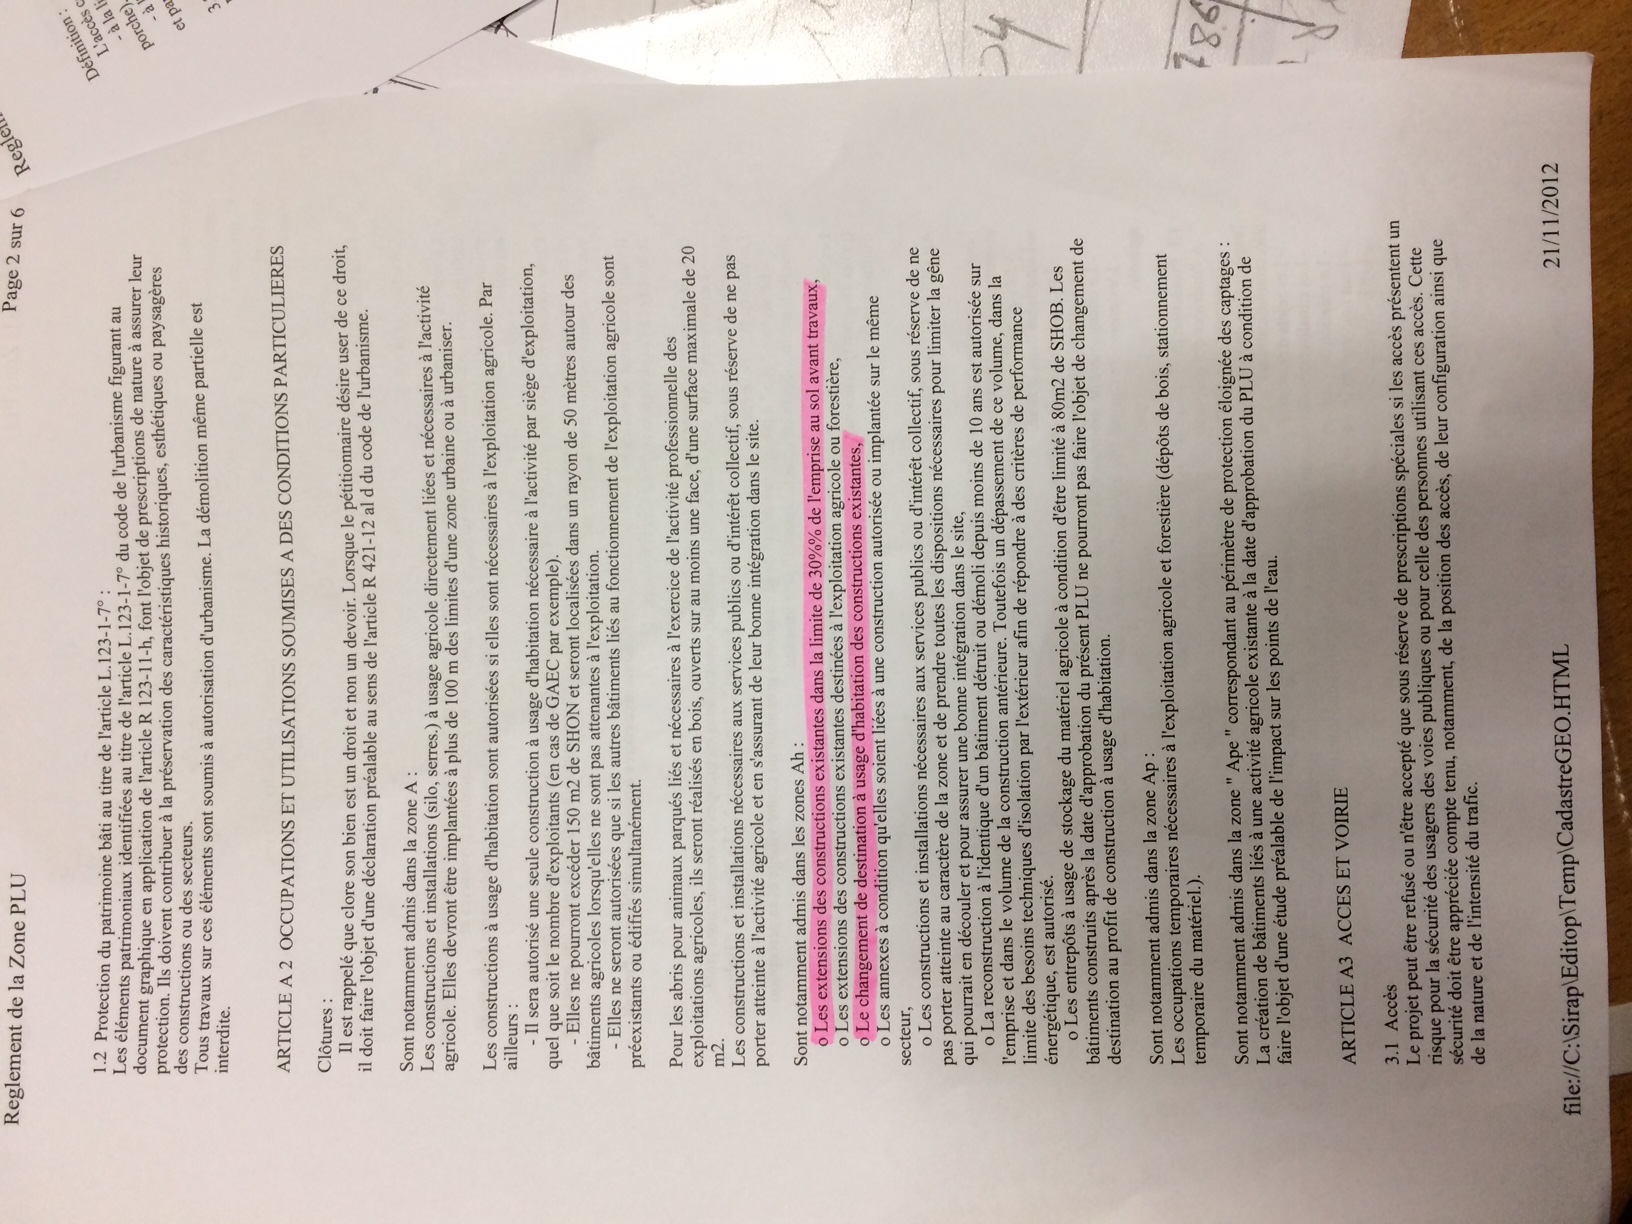 Reglement de la Zone PLU
Page 2 sur 6
1.2 Protection du patrimoine bâti au titre de l'article L.123-1-7° :
Les éléments patrimoniaux identifiées au titre de l'article L.123-1-7° du code de l'urbanisme figurant au
document graphique en application de l'article R 123-11-h, font l'objet de prescriptions de nature à assurer leur
protection. Ils doivent contribuer à la préservation des caractéristiques historiques, esthétiques ou paysagères
des constructions ou des secteurs.
Tous travaux sur ces éléments sont soumis à autorisation d'urbanisme. La démolition même partielle est
interdite.
ARTICLE A 2 OCCUPATIONS ET UTILISATIONS SOUMISES A DES CONDITIONS PARTICULIERES
Clôtures :
Il est rappelé que clore son bien est un droit et non un devoir. Lorsque le pétitionnaire désire user de ce droit,
il doit faire l'objet d'une déclaration préalable au sens de l'article R 421-12 al d du code de l'urbanisme.
Sont notamment admis dans la zone A :
Les constructions et installations (silo, serres.) à usage agricole directement liées et nécessaires à l'activité
agricole. Elles devront être implantées à plus de 100 m des limites d'une zone urbaine ou à urbaniser.
Les constructions à usage d'habitation sont autorisées si elles sont nécessaires à l'exploitation agricole. Par
ailleurs :
- Il sera autorisé une seule construction à usage d'habitation nécessaire à l'activité par siège d'exploitation,
quel que soit le nombre d'exploitants (en cas de GAEC par exemple).
- Elles ne pourront excéder 150 m2 de SHON et seront localisées dans un rayon de 50 mètres autour des
bâtiments agricoles lorsqu'elles ne sont pas attenantes à l'exploitation.
- Elles ne seront autorisées que si les autres bâtiments liés au fonctionnement de l'exploitation agricole sont
préexistants ou édifiés simultanément.
Pour les abris pour animaux parqués liés et nécessaires à l'exercice de l'activité professionnelle des
exploitations agricoles, ils seront réalisés en bois, ouverts sur au moins une face, d'une surface maximale de 20
m2.
Les constructions et installations nécessaires aux services publics ou d'intérêt collectif, sous réserve de ne pas
porter atteinte à l'activité agricole et en s'assurant de leur bonne intégration dans le site.
Sont notamment admis dans les zones Ah :
o Les extensions des constructions existantes dans la limite de 30%% de l'emprise au sol avant travaux,
o Les extensions des constructions existantes destinées à l'exploitation agricole ou forestière,
o Le changement de destination à usage d'habitation des constructions existantes,
o Les annexes à condition qu'elles soient liées à une construction autorisée ou implantée sur le même
secteur,
o Les constructions et installations nécessaires aux services publics ou d'intérêt collectif, sous réserve de ne
pas porter atteinte au caractère de la zone et de prendre toutes les dispositions nécessaires pour limiter la gêne
qui pourrait en découler et pour assurer une bonne intégration dans le site,
o La reconstruction à l'identique d'un bâtiment détruit ou démoli depuis moins de 10 ans est autorisée sur
l'emprise et dans le volume de la construction antérieure. Toutefois un dépassement de ce volume, dans la
limite des besoins techniques d'isolation par l'extérieur afin de répondre à des critères de performance
énergétique, est autorisé.
o Les entrepôts à usage de stockage du matériel agricole à condition d'être limité à 80m2 de SHOB. Les
bâtiments construits après la date d'approbation du présent PLU ne pourront pas faire l'objet de changement de
destination au profit de construction à usage d'habitation.
Sont notamment admis dans la zone Ap :
Les occupations temporaires nécessaires à l'exploitation agricole et forestière (dépôts de bois, stationnement
temporaire du matériel.).
Sont notamment admis dans la zone " Ape " correspondant au périmètre de protection éloignée des captages :
La création de bâtiments liés à une activité agricole existante à la date d'approbation du PLU à condition de
faire l'objet d'une étude préalable de l'impact sur les points de l'eau.
ARTICLE A3 ACCES ET VOIRIE
3.1 Accès
Le projet peut être refusé ou n'être accepté que sous réserve de prescriptions spéciales si les accès présentent un
risque pour la sécurité des usagers des voies publiques ou pour celle des personnes utilisant ces accès. Cette
sécurité doit être appréciée compte tenu, notamment, de la position des accès, de leur configuration ainsi que
de la nature et de l'intensité du trafic.
file://C:\Sirap\Editop\Temp\CadastreGEO.HTML
21/11/2012
Définition :
L'accès
- à la li
porche)
- à
et pa
786